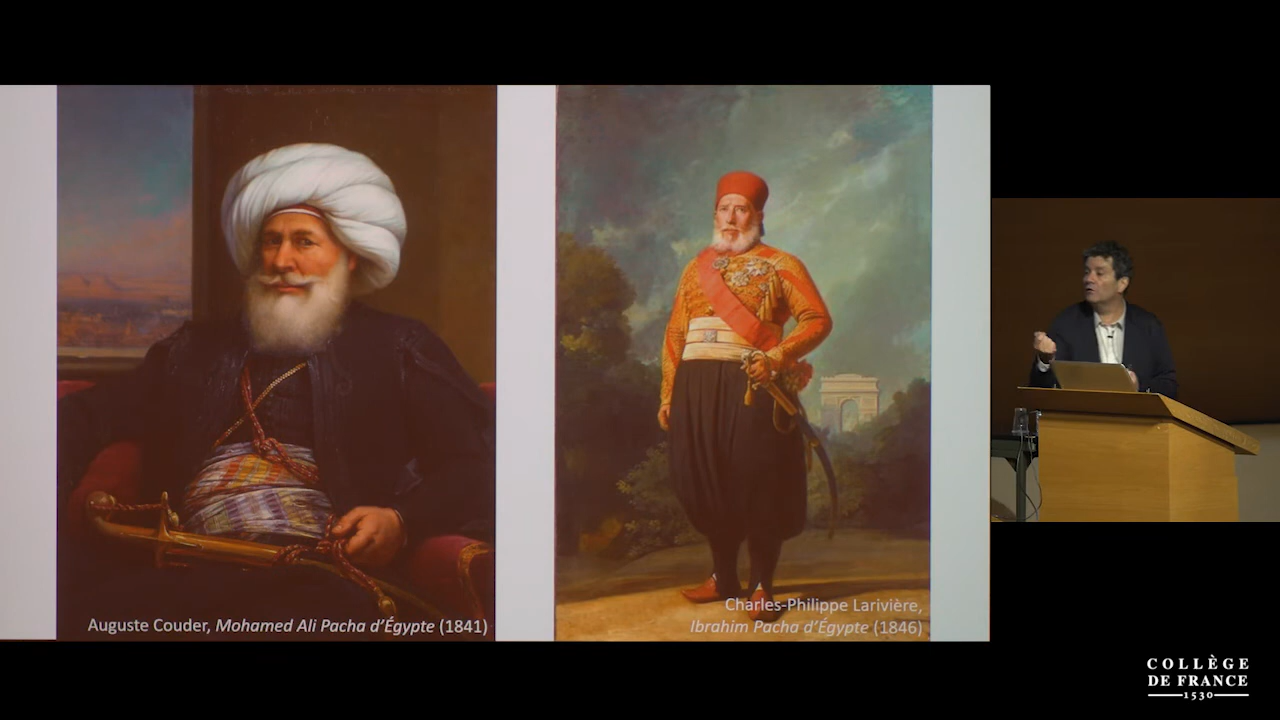 Auguste Couder, Mohamed Ali Pacha d'Égypte (1841)
Charles-Philippe Larivière,
Ibrahim Pacha d'Égypte (1846)
COLLÈGE
DE FRANCE
1530